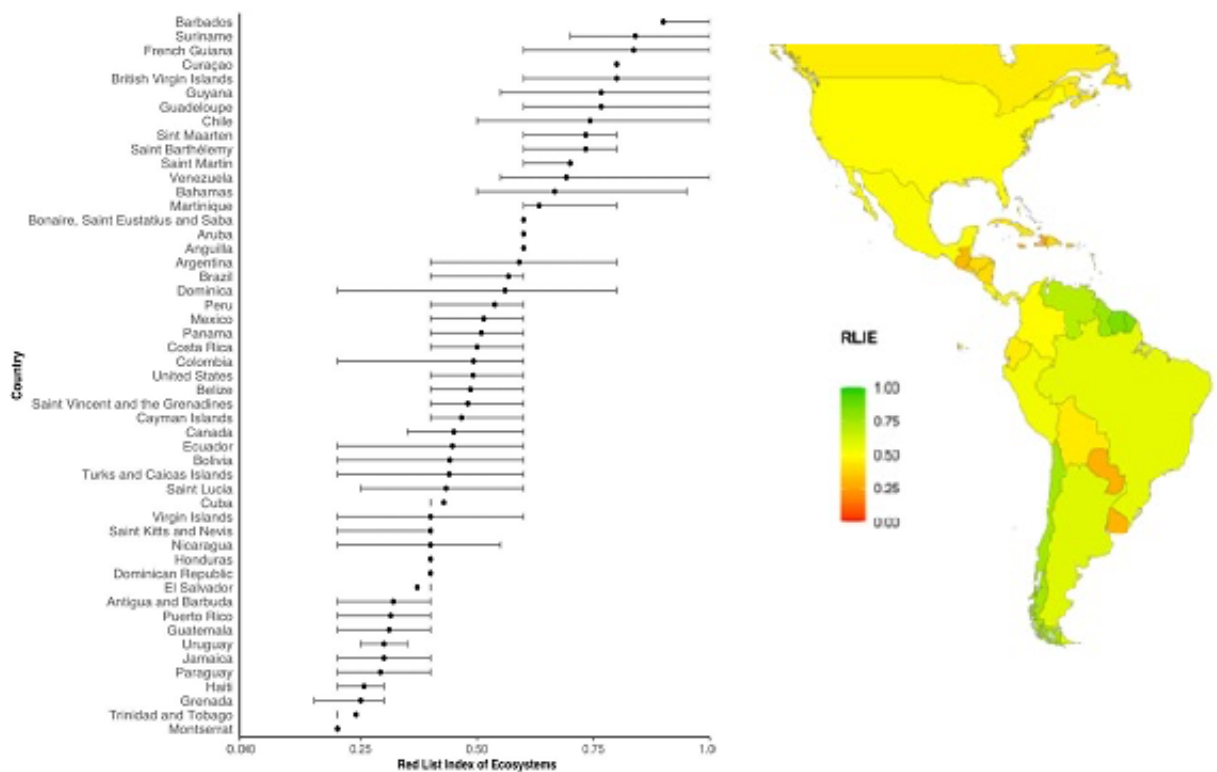 Barbados
Suriname
French Guiana
Curaçao
British Virgin Islands
Guyana
Guadeloupe
Chile
Sint Maarten
Saint Barthélemy
Saint Martin
Venezuela
Bahamas
Martinique
Bonaire, Saint Eustatius and Saba
Aruba
Anguilla
Argentina
Brazil
Dominica
Peru
Mexico
Panama
Costa Rica
Colombia
United States
Belize
Saint Vincent and the Grenadines
Cayman Islands
Canada
Ecuador
Bolivia
Turks and Caicas Islands
Saint Lucia
Cuba
Virgin Islands
Saint Kitts and Nevis
Nicaragua
Honduras
Dominican Republic
El Salvador
Antigua and Barbuda
Puerto Rico
Guatemala
Uruguay
Jamaica
Paraguay
Haiti
Grenada
Trinidad and Tobago
Montserrat
Country
0.25 0.50 0.75 1.0
Red List Index of Ecosystems
RLIE
1.00
0.75
0.50
0.25
0.00